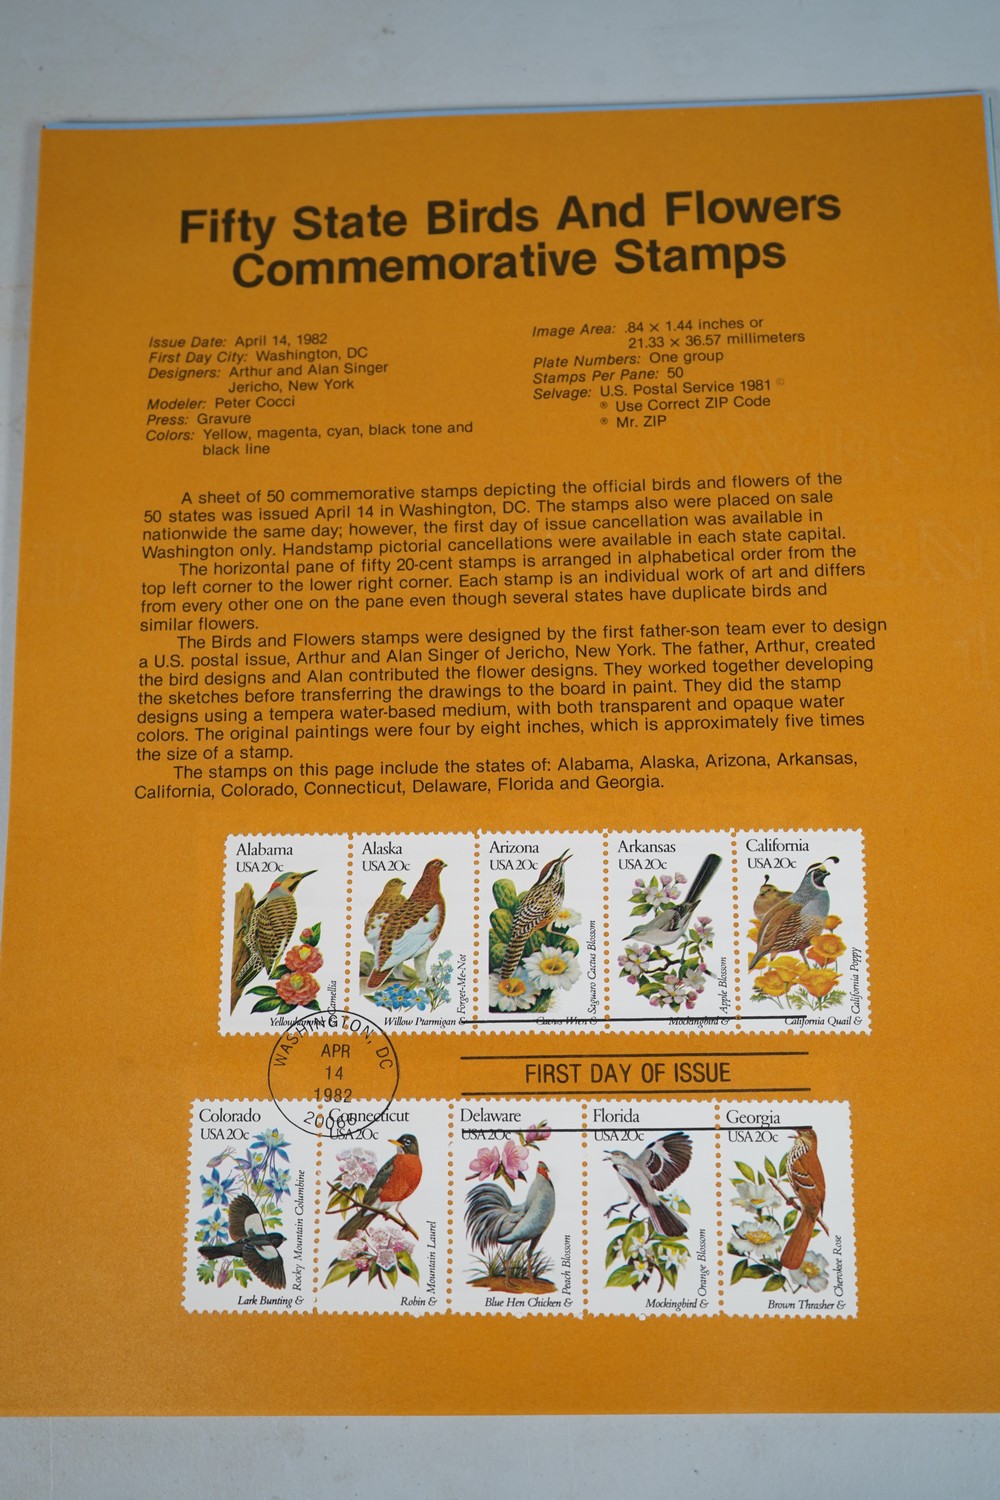 Fifty State Birds And Flowers
Commemorative Stamps
Issue Date: April 14, 1982
First Day City: Washington, DC
Designers: Arthur and Alan Singer
Jericho, New York
Modeler: Peter Cocci
Press: Gravure
Colors: Yellow, magenta, cyan, black tone and
black line
Image Area: .84 × 1.44 inches or
21.33 × 36.57 millimeters
Plate Numbers: One group
Stamps Per Pane: 50
Selvage: U.S. Postal Service 1981 ©
® Use Correct ZIP Code
® Mr. ZIP
A sheet of 50 commemorative stamps depicting the official birds and flowers of the
50 states was issued April 14 in Washington, DC. The stamps also were placed on sale
nationwide the same day; however, the first day of issue cancellation was available in
Washington only. Handstamp pictorial cancellations were available in each state capital.
The horizontal pane of fifty 20-cent stamps is arranged in alphabetical order from the
top left corner to the lower right corner. Each stamp is an individual work of art and differs
from every other one on the pane even though several states have duplicate birds and
similar flowers.
The Birds and Flowers stamps were designed by the first father-son team ever to design
a U.S. postal issue, Arthur and Alan Singer of Jericho, New York. The father, Arthur, created
the bird designs and Alan contributed the flower designs. They worked together developing
the sketches before transferring the drawings to the board in paint. They did the stamp
designs using a tempera water-based medium, with both transparent and opaque water
colors. The original paintings were four by eight inches, which is approximately five times
the size of a stamp.
The stamps on this page include the states of: Alabama, Alaska, Arizona, Arkansas,
California, Colorado, Connecticut, Delaware, Florida and Georgia.
Alabama
USA 20c
Yellowhammer &
Camellia
Alaska
USA 20c
Willow Ptarmigan &
Forget-Me-Not
Arizona
USA 20c
Cactus Wren &
Saguaro Cactus Blossom
Arkansas
USA 20c
Mockingbird &
Apple Blossom
California
USA 20c
California Quail &
California Poppy
WASHINGTON, DC
APR
14
1982
20066
FIRST DAY OF ISSUE
Colorado
USA 20c
Lark Bunting &
Rocky Mountain Columbine
Connecticut
USA 20c
Robin &
Mountain Laurel
Delaware
USA 20c
Blue Hen Chicken &
Peach Blossom
Florida
USA 20c
Mockingbird &
Orange Blossom
Georgia
USA 20c
Brown Thrasher &
Cherokee Rose